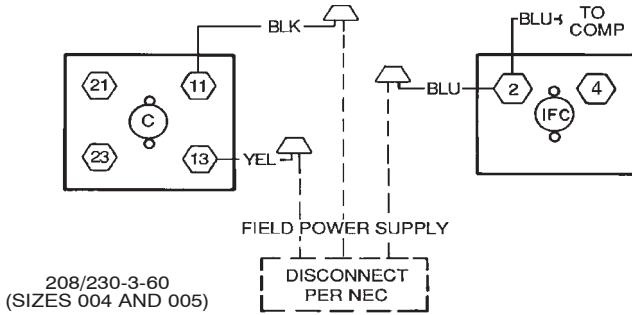 BLK
BLU
TO
COMP
21
11
C
23
13
YEL
BLU
2
4
IFC
FIELD POWER SUPPLY
DISCONNECT
PER NEC
208/230-3-60
(SIZES 004 AND 005)